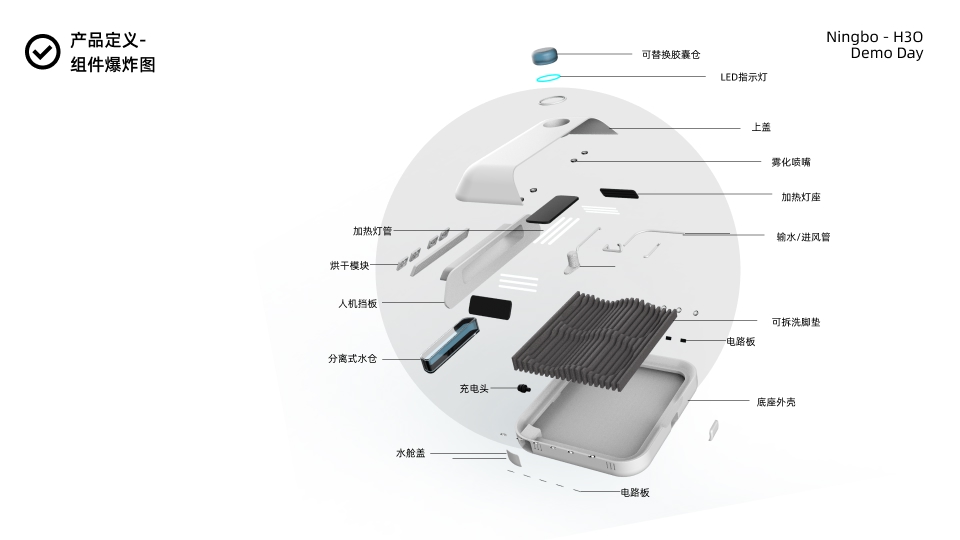 产品定义-
组件爆炸图
Ningbo - H3O
Demo Day
可替换胶囊仓
LED指示灯
上盖
雾化喷嘴
加热灯座
加热灯管
输水/进风管
烘干模块
人机挡板
可拆洗脚垫
电路板
分离式水仓
充电头
底座外壳
水舱盖
电路板